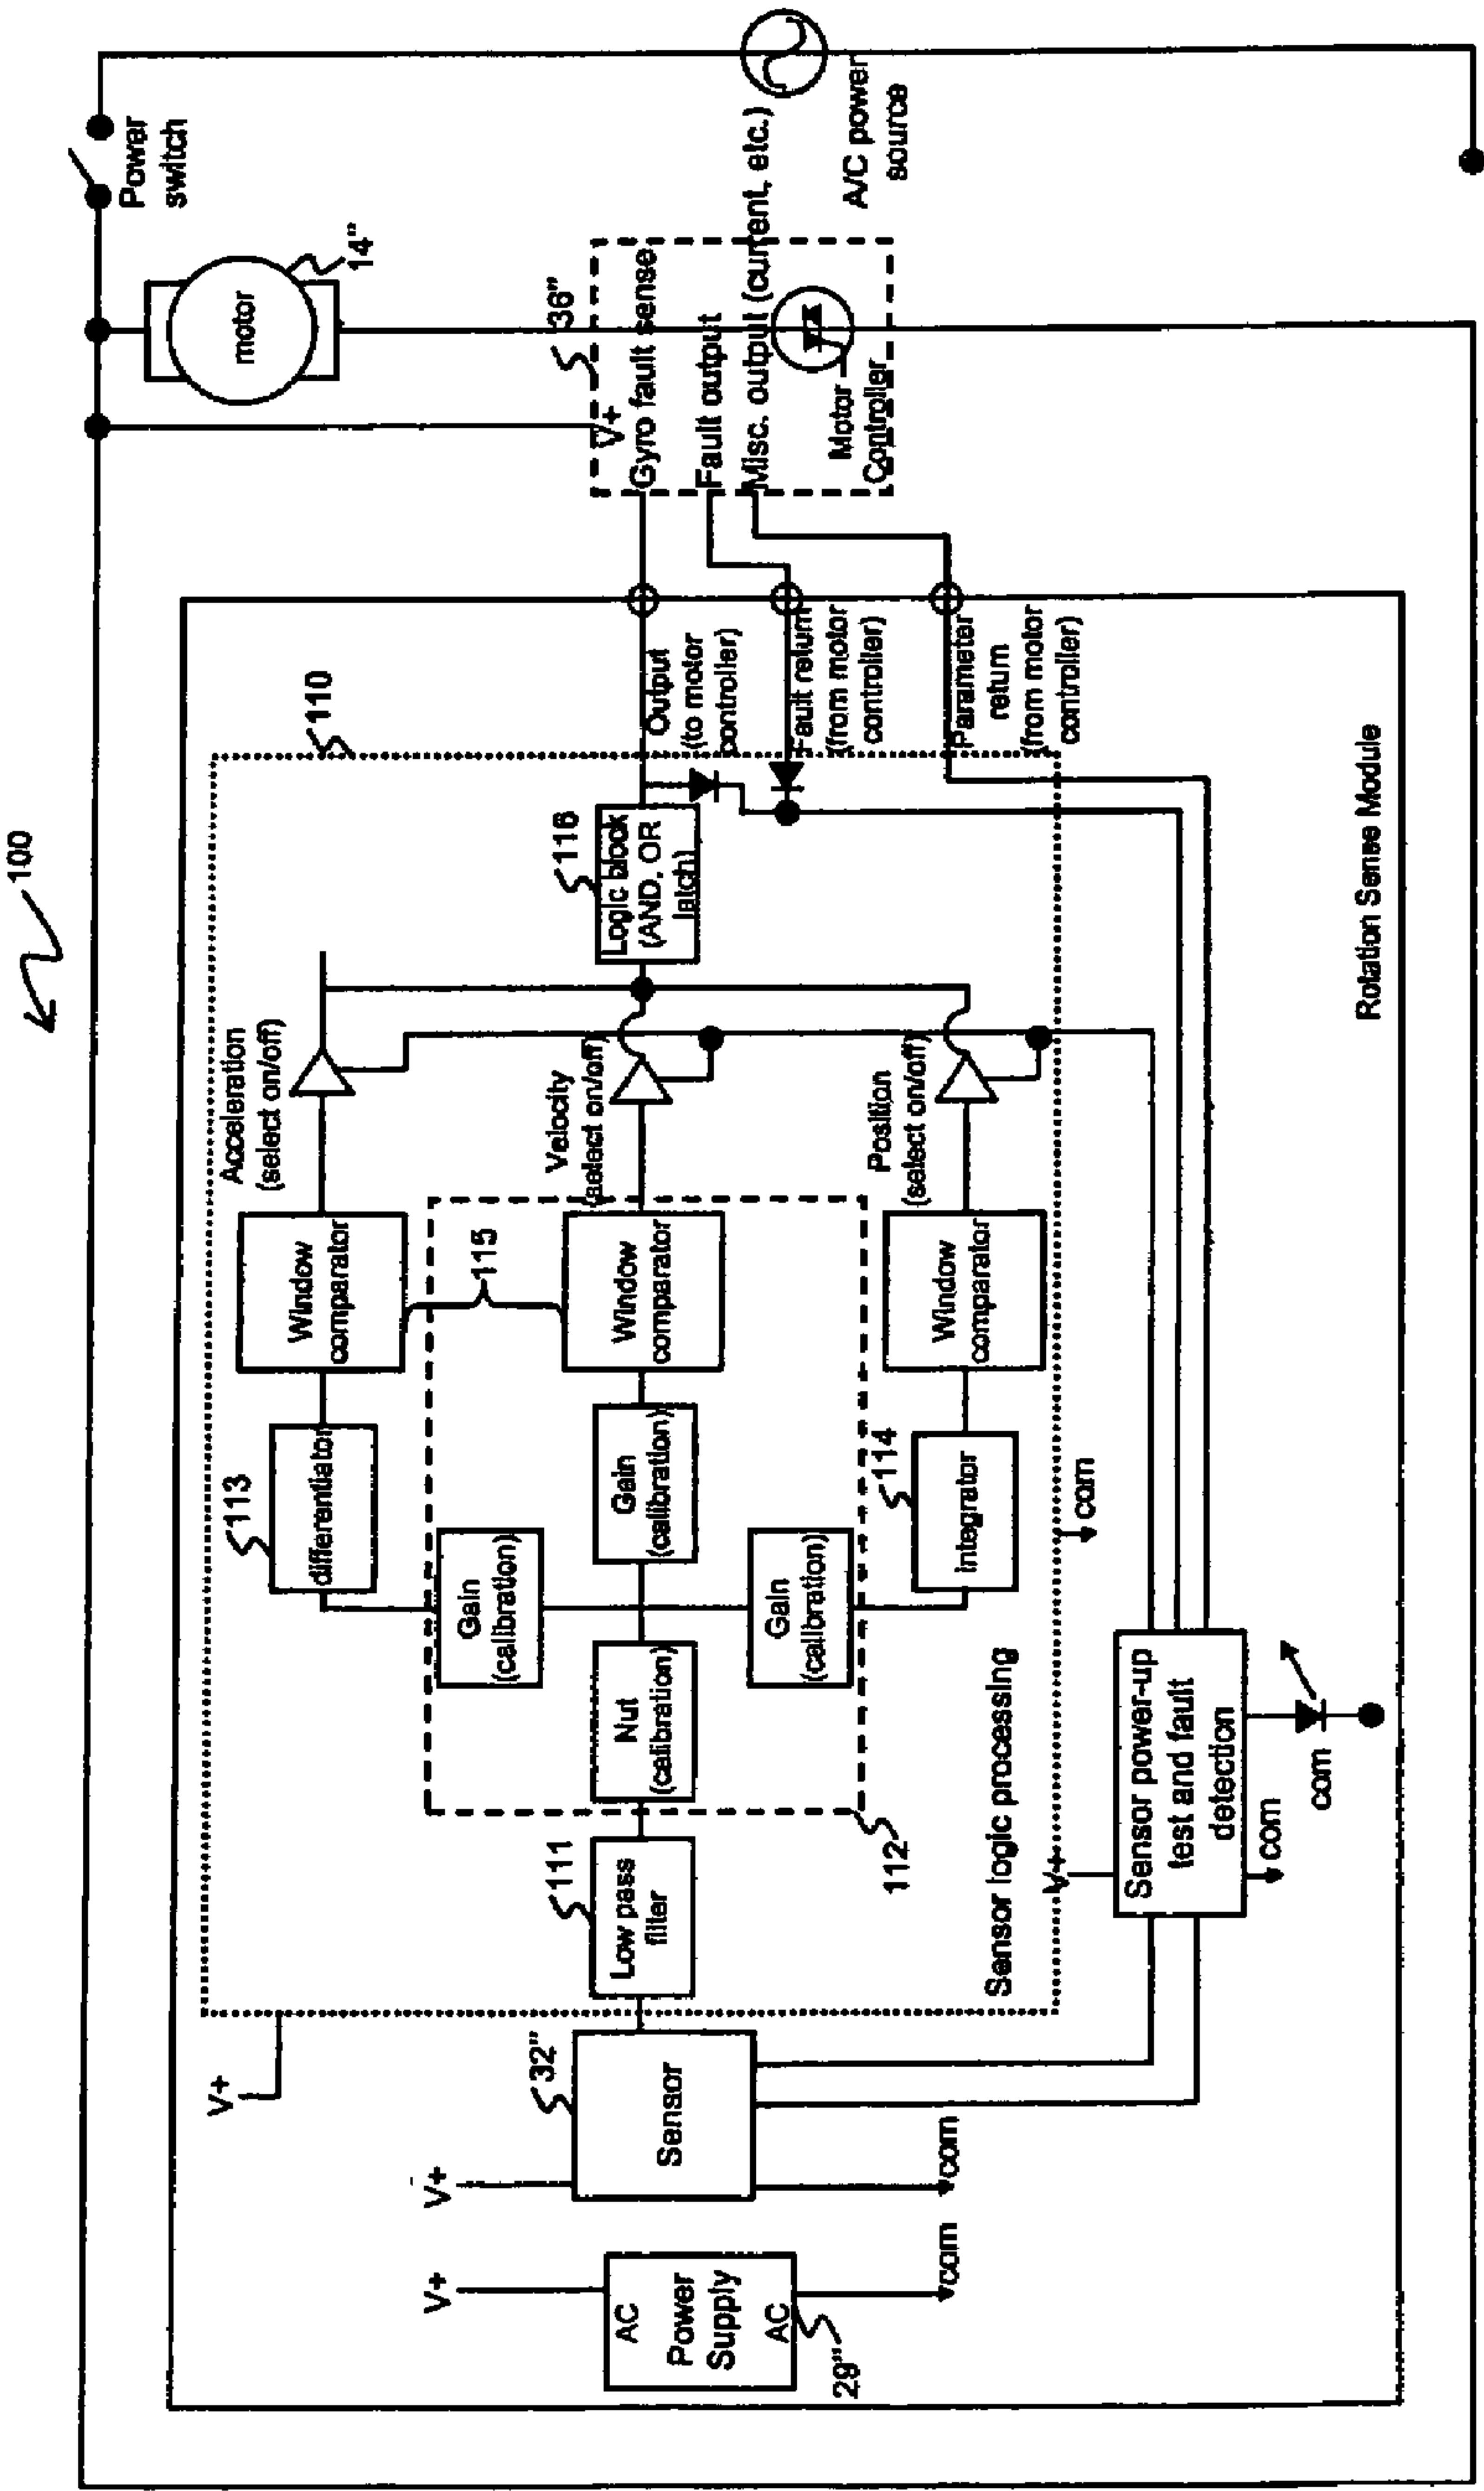 100
Power
switch
motor
14"
36"
V+
Gyro fault sense
Fault output
Misc. output (current, etc.)
Motor
Controller
A/C power
source
110
Acceleration
(select on/off)
Velocity
(select on/off)
Position
(select on/off)
116
Logic block
(AND, OR
latch)
Output
(to motor
controller)
Fault return
(from motor
controller)
Parameter
return
(from motor
controller)
113
differentiator
Window
comparator
115
Window
comparator
Window
comparator
Gain
(calibration)
Gain
(calibration)
Gain
(calibration)
Nut
(calibration)
114
integrator
111
Low pass
filter
112
Sensor logic processing
com
V+
V+
32"
Sensor
V+
com
V+
AC
Power
Supply
AC
29"
com
Sensor power-up
test and fault
detection
com
com
Rotation Sense Module